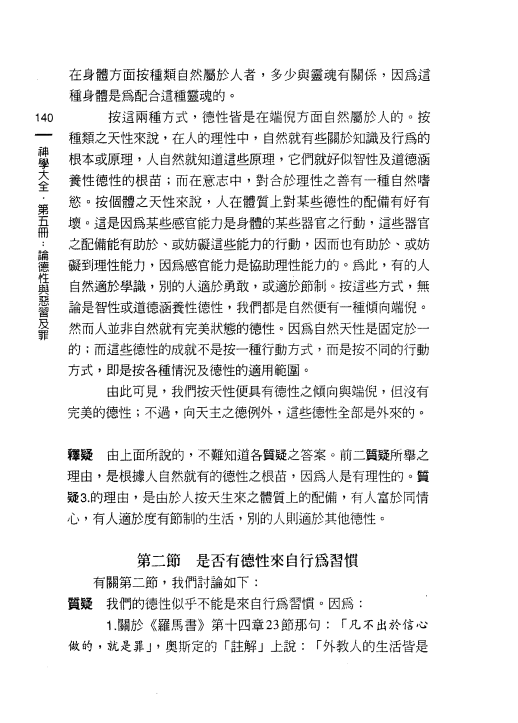 在身體方面按種類自然屬於人者，多少與靈魂有關係，因爲這
種身體是爲配合這種靈魂的。
按這兩種方式，德性皆是在端倪方面自然屬於人的。按
種類之天性來說，在人的理性中，自然就有些關於知識及行爲的
根本或原理，人自然就知道這些原理，它們就好似智性及道德涵
養性德性的根苗；而在意志中，對合於理性之善有一種自然嗜
慾。按個體之天性來說，人在體質上對某些德性的配備有好有
壞。這是因爲某些感官能力是身體的某些器官之行動，這些器官
之配備能有助於、或妨礙這些能力的行動，因而也有助於、或妨
礙到理性能力，因爲感官能力是協助理性能力的。爲此，有的人
自然適於學識，別的人適於勇敢，或適於節制。按這些方式，無
論是智性或道德涵養性德性，我們都是自然便有一種傾向端倪。
然而人並非自然就有完美狀態的德性。因爲自然天性是固定於一
的；而這些德性的成就不是按一種行動方式，而是按不同的行動
方式，即是按各種情況及德性的適用範圍。
由此可見，我們按天性便具有德性之傾向與端倪，但沒有
完美的德性；不過，向天主之德例外，這些德性全部是外來的。
釋疑　由上面所說的，不難知道各質疑之答案。前二質疑所舉之
理由，是根據人自然就有的德性之根苗，因爲人是有理性的。質
疑3.的理由，是由於人按天生來之體質上的配備，有人富於同情
心，有人適於度有節制的生活，別的人則適於其他德性。
第二節　是否有德性來自行爲習慣
有關第二節，我們討論如下：
質疑　我們的德性似乎不能是來自行爲習慣。因爲：
1.關於《羅馬書》第十四章23節那句：「凡不出於信心
做的，就是罪」，奧斯定的「註解」上說：「外教人的生活皆是
140
神學大全．第五冊：論德性與惡習及罪